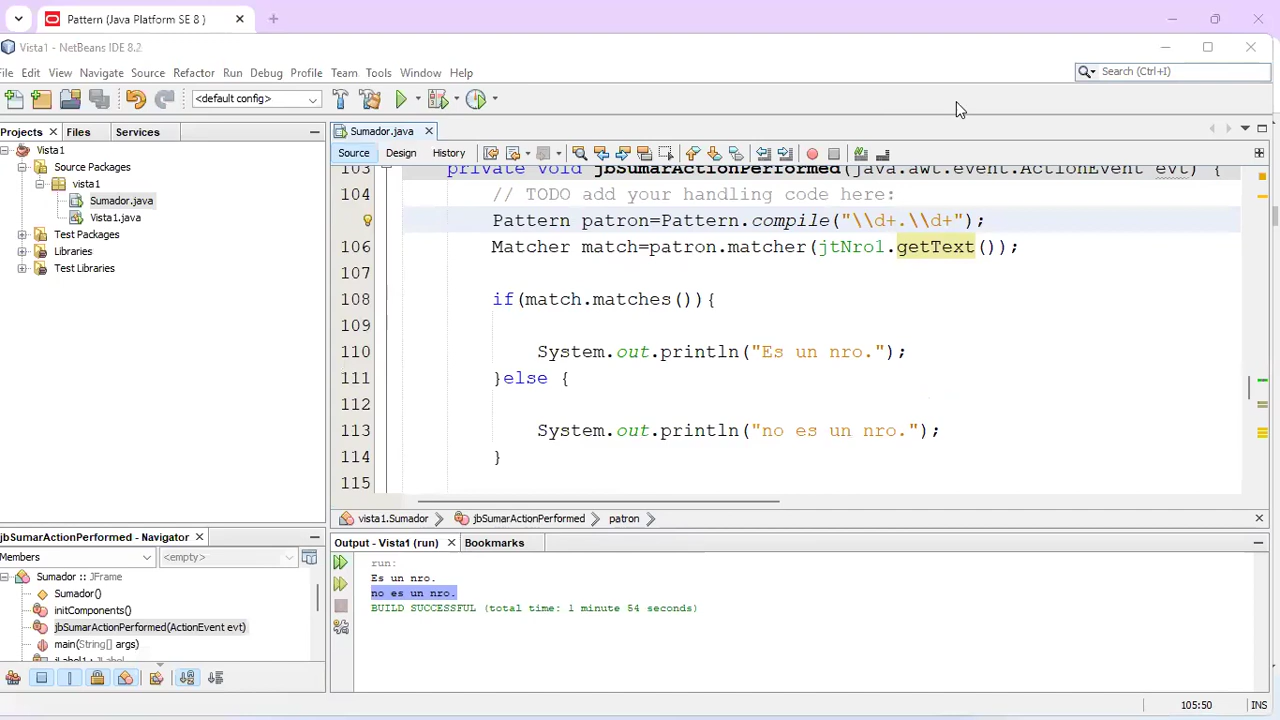 Pattern (Java Platform SE 8 )
Vista1 - NetBeans IDE 8.2
File Edit View Navigate Source Refactor Run Debug Profile Team Tools Window Help
Search (Ctrl+I)
<default config>
Projects Files Services
Sumador.java
Vista1
Source Packages
vista1
Sumador.java
Vista1.java
Test Packages
Libraries
Test Libraries
Source Design History
103 private void jbSumarActionPerformed(java.awt.event.ActionEvent evt) {
104 // TODO add your handling code here:
Pattern patron=Pattern.compile("\\d+.\\d+");
106 Matcher match=patron.matcher(jtNro1.getText());
107
108 if(match.matches()){
109
110 System.out.println("Es un nro.");
111 }else {
112
113 System.out.println("no es un nro.");
114 }
115
vista1.Sumador jbSumarActionPerformed patron
jbSumarActionPerformed - Navigator
Members <empty>
Sumador :: JFrame
Sumador()
initComponents()
jbSumarActionPerformed(ActionEvent evt)
main(String[] args)
jLabel1 : JLabel
Output - Vista1 (run) Bookmarks
run:
Es un nro.
no es un nro.
BUILD SUCCESSFUL (total time: 1 minute 54 seconds)
105:50 INS